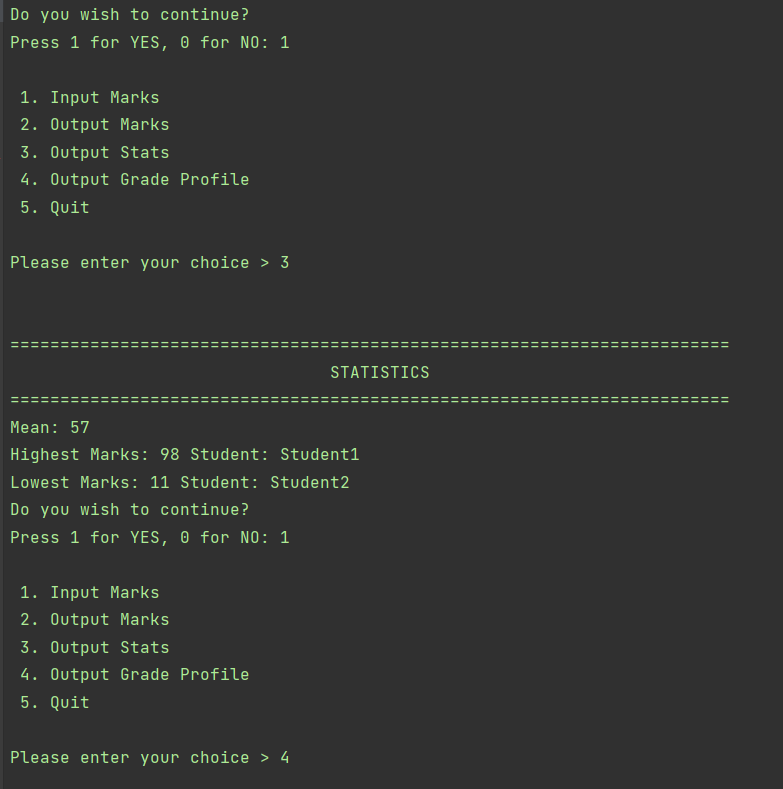 Do you wish to continue?
Press 1 for YES, 0 for NO: 1
1. Input Marks
2. Output Marks
3. Output Stats
4. Output Grade Profile
5. Quit
Please enter your choice > 3
========================================================================
STATISTICS
========================================================================
Mean: 57
Highest Marks: 98 Student: Student1
Lowest Marks: 11 Student: Student2
Do you wish to continue?
Press 1 for YES, 0 for NO: 1
1. Input Marks
2. Output Marks
3. Output Stats
4. Output Grade Profile
5. Quit
Please enter your choice > 4